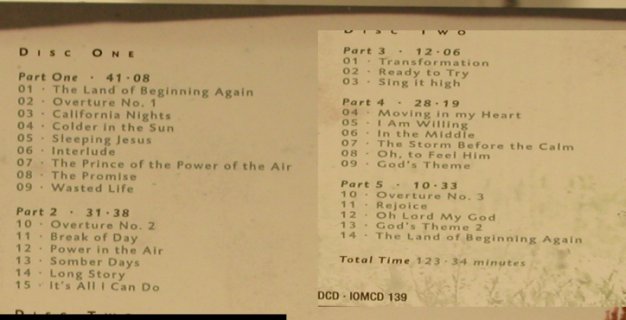 Disc One
Part One · 41·08
01 · The Land of Beginning Again
02 · Overture No. 1
03 · California Nights
04 · Colder in the Sun
05 · Sleeping Jesus
06 · Interlude
07 · The Prince of the Power of the Air
08 · The Promise
09 · Wasted Life
Part 2 · 31·38
10 · Overture No. 2
11 · Break of Day
12 · Power in the Air
13 · Somber Days
14 · Long Story
15 · It's All I Can Do
Disc Two
Disc Two
Part 3 · 12·06
01 · Transformation
02 · Ready to Try
03 · Sing it high
Part 4 · 28·19
04 · Moving in my Heart
05 · I Am Willing
06 · In the Middle
07 · The Storm Before the Calm
08 · Oh, to Feel Him
09 · God's Theme
Part 5 · 10·33
10 · Overture No. 3
11 · Rejoice
12 · Oh Lord My God
13 · God's Theme 2
14 · The Land of Beginning Again
Total Time 123·34 minutes
DCD · IOMCD 139